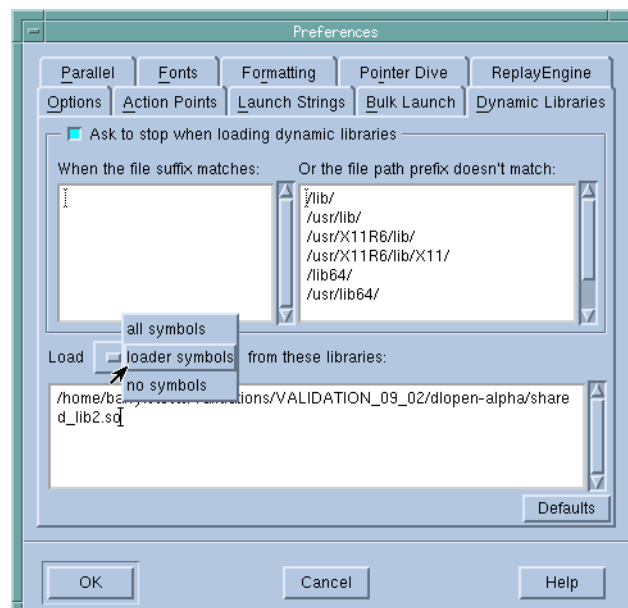 Preferences
Parallel Fonts Formatting Pointer Dive ReplayEngine
Options Action Points Launch Strings Bulk Launch Dynamic Libraries
Ask to stop when loading dynamic libraries
When the file suffix matches: Or the file path prefix doesn't match:
/lib/
/usr/lib/
/usr/X11R6/lib/
/usr/X11R6/lib/X11/
/lib64/
/usr/lib64/
all symbols
Load loader symbols from these libraries:
no symbols
/VALIDATION_09_02/dlopen-alpha/share
d_lib2.so
Defaults
OK Cancel Help